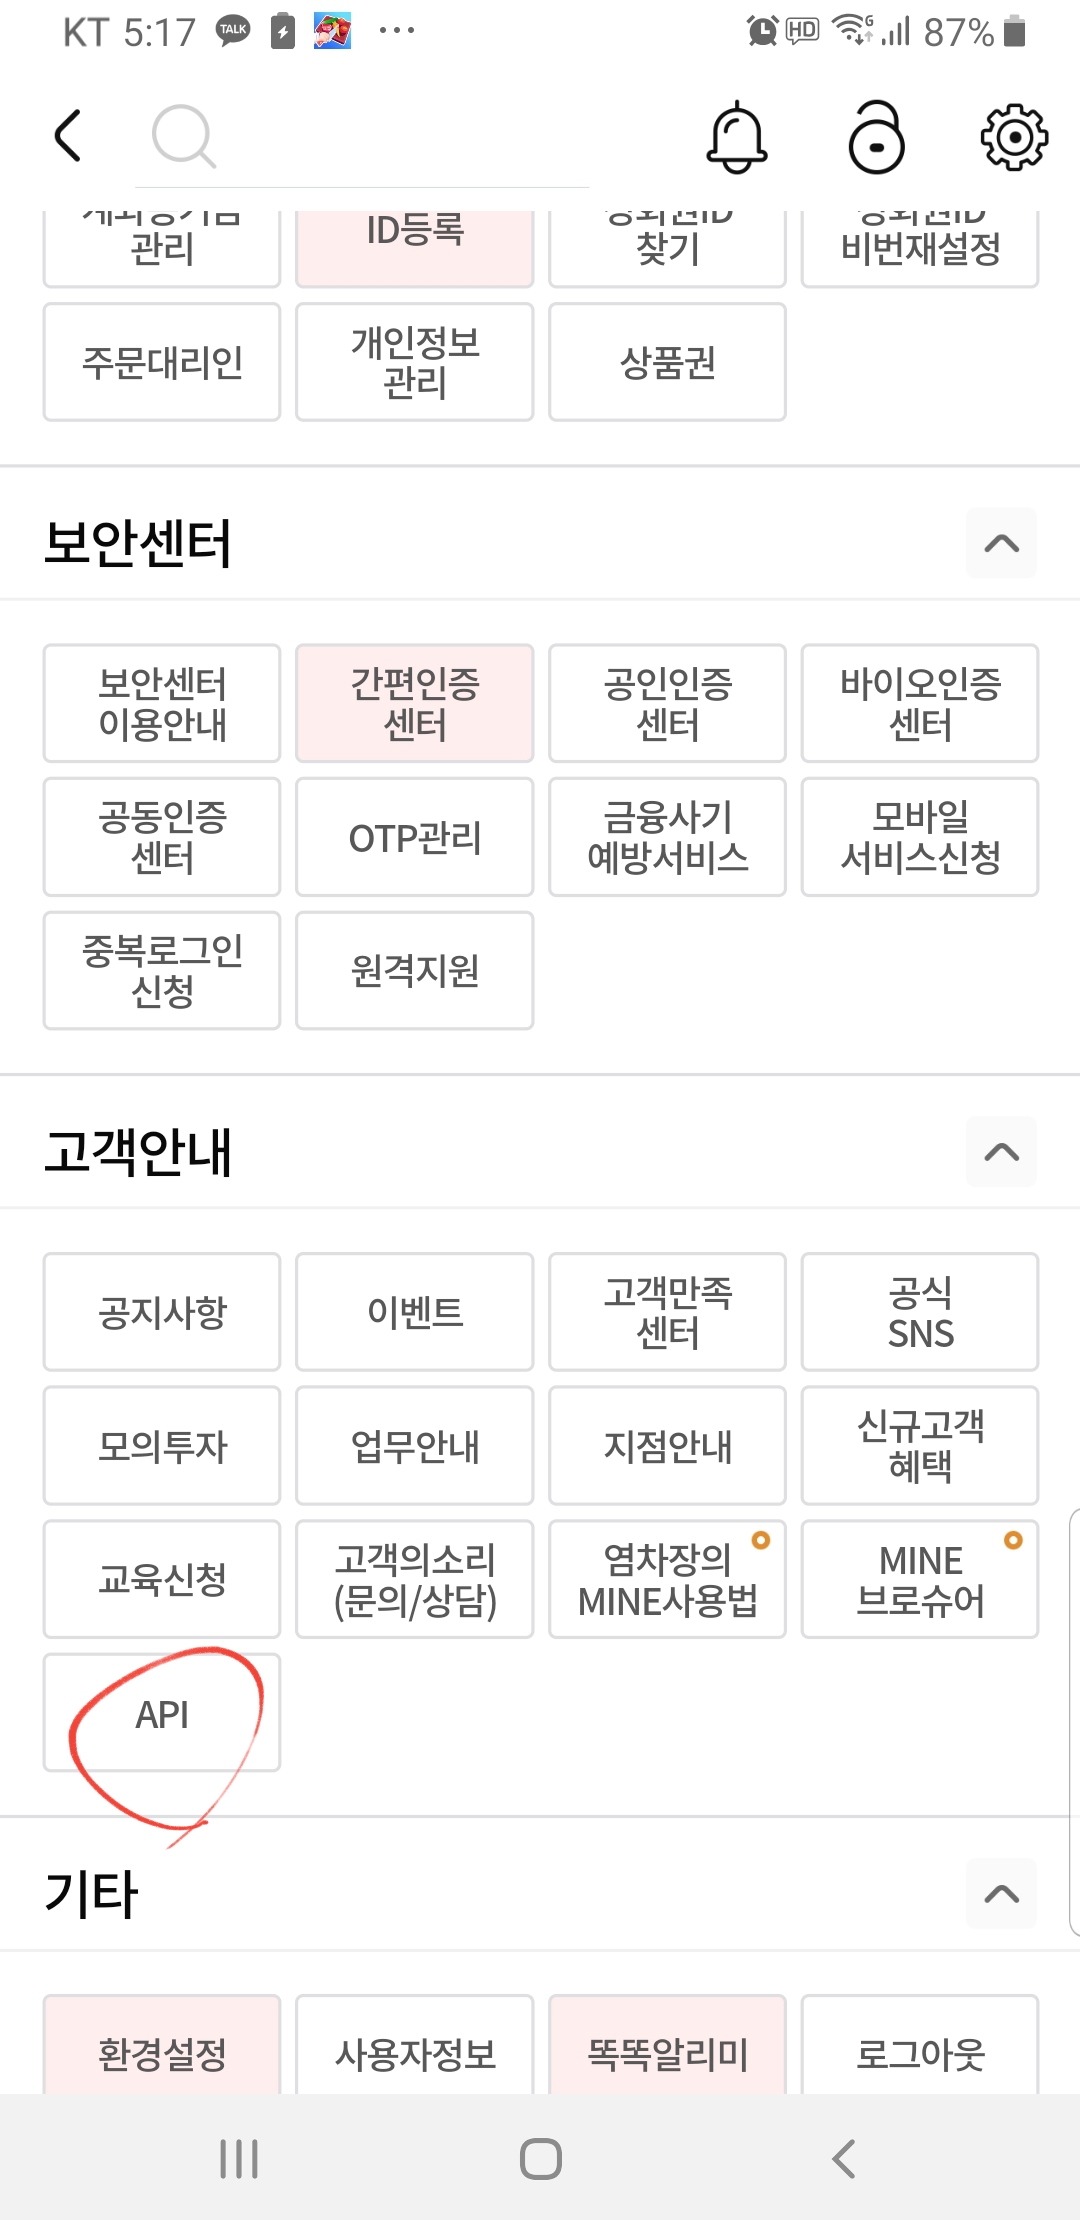 KT 5:17 TALK HD G 87%
관리
ID등록
찾기
비번재설정
주문대리인
개인정보
관리
상품권
보안센터
보안센터
이용안내
간편인증
센터
공인인증
센터
바이오인증
센터
공동인증
센터
OTP관리
금융사기
예방서비스
모바일
서비스신청
중복로그인
신청
원격지원
고객안내
공지사항
이벤트
고객만족
센터
공식
SNS
모의투자
업무안내
지점안내
신규고객
혜택
교육신청
고객의소리
(문의/상담)
염차장의
MINE사용법
MINE
브로슈어
API
기타
환경설정
사용자정보
똑똑알리미
로그아웃